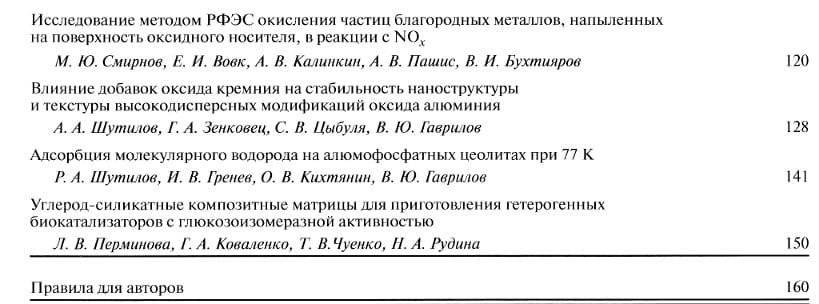 Исследование методом РФЭС окисления частиц благородных металлов, напыленных
на поверхность оксидного носителя, в реакции с NOx
М. Ю. Смирнов, Е. И. Вовк, А. В. Калинкин, А. В. Пашис, В. И. Бухтияров 120
Влияние добавок оксида кремния на стабильность наноструктуры
и текстуры высокодисперсных модификаций оксида алюминия
А. А. Шутилов, Г. А. Зенковец, С. В. Цыбуля, В. Ю. Гаврилов 128
Адсорбция молекулярного водорода на алюмофосфатных цеолитах при 77 К
Р. А. Шутилов, И. В. Гренев, О. В. Кихтянин, В. Ю. Гаврилов 141
Углерод-силикатные композитные матрицы для приготовления гетерогенных
биокатализаторов с глюкозоизомеразной активностью
Л. В. Перминова, Г. А. Коваленко, Т. В.Чуенко, Н. А. Рудина 150
Правила для авторов 160